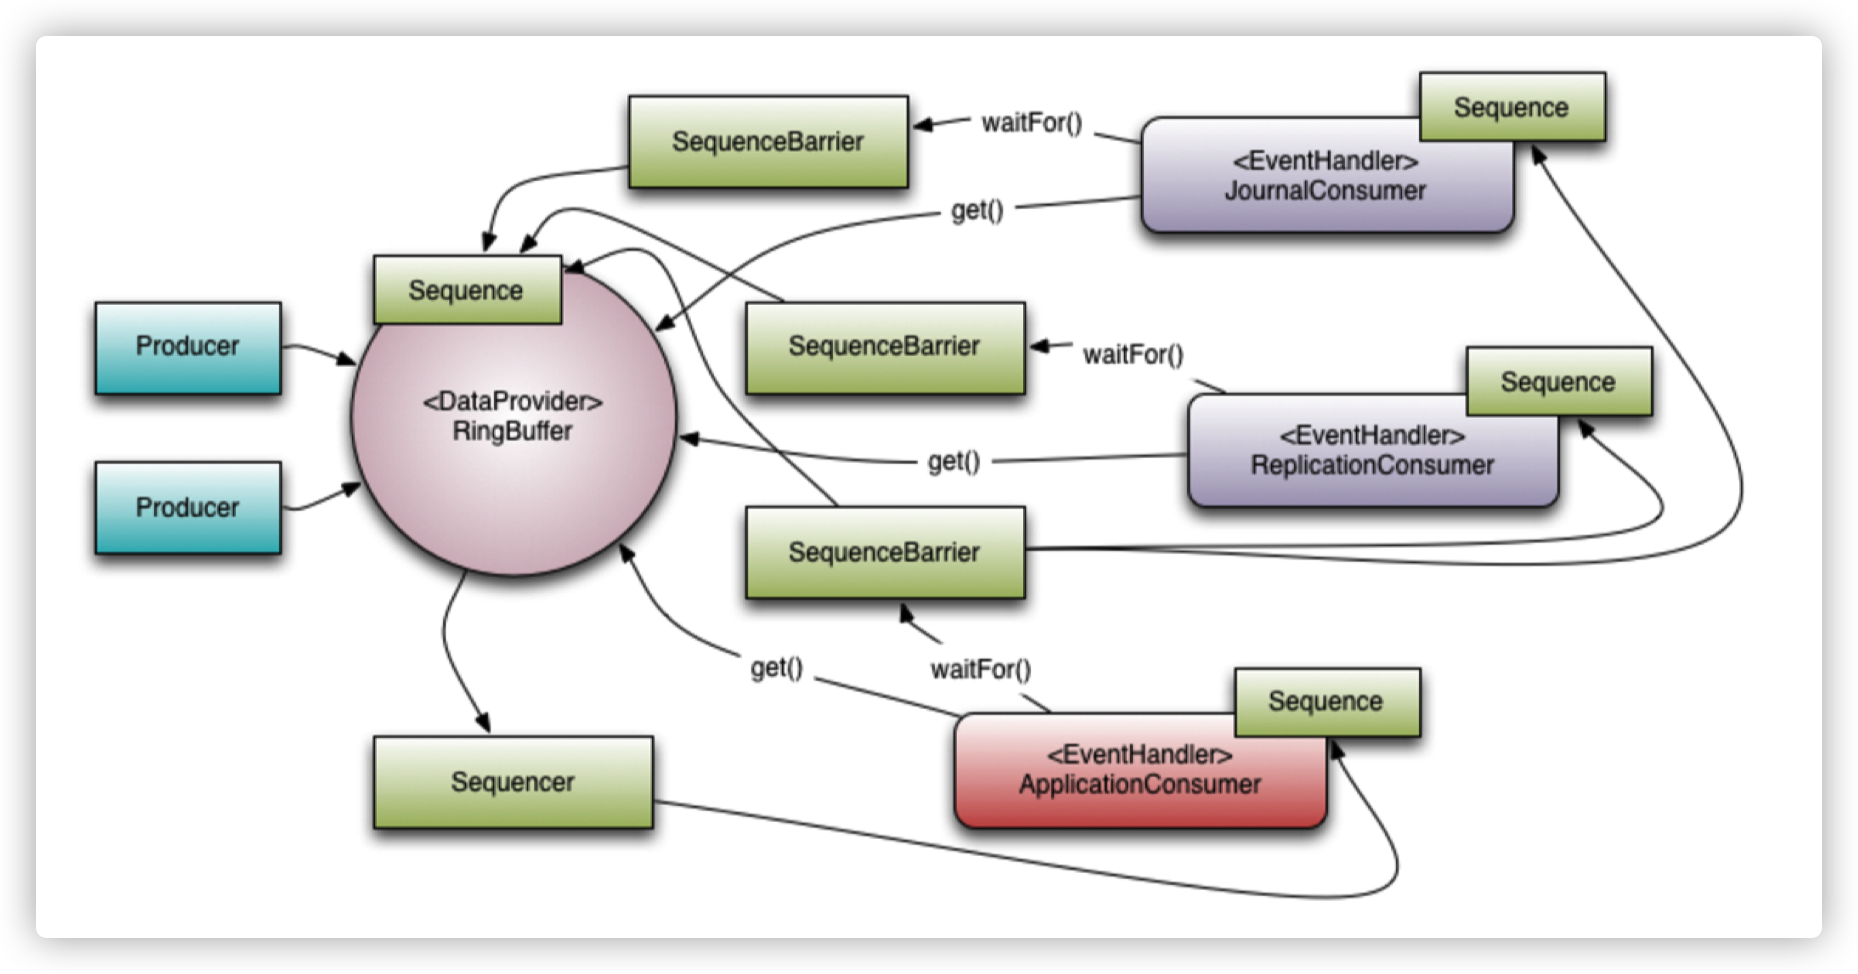 Sequence
waitFor()
SequenceBarrier
<EventHandler>
JournalConsumer
get()
Sequence
Producer
SequenceBarrier
waitFor()
Sequence
<DataProvider>
RingBuffer
<EventHandler>
ReplicationConsumer
get()
Producer
SequenceBarrier
get()
waitFor()
Sequence
<EventHandler>
ApplicationConsumer
Sequencer